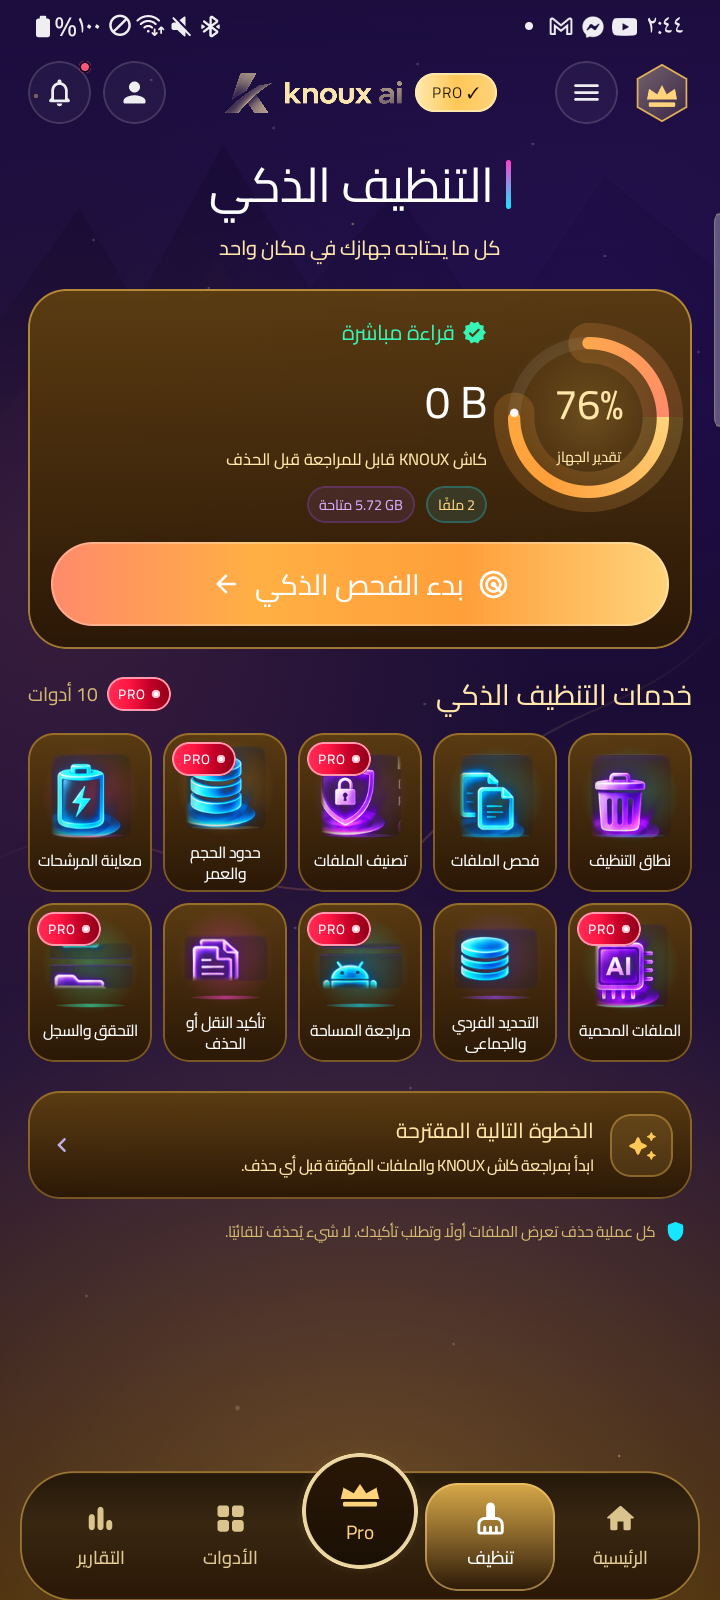 ٢:٤٤
%١٠٠
PRO ✓
knoux ai
التنظيف الذكي
كل ما يحتاجه جهازك في مكان واحد
قراءة مباشرة
0 B
كاش KNOUX قابل للمراجعة قبل الحذف
2 ملفًا
5.72 GB متاحة
76%
تقدير الجهاز
بدء الفحص الذكي
خدمات التنظيف الذكي
PRO
10 أدوات
نطاق التنظيف
فحص الملفات
PRO
تصنيف الملفات
PRO
حدود الحجم
والعمر
معاينة المرشحات
PRO
AI
الملفات المحمية
التحديد الفردي
والجماعي
PRO
مراجعة المساحة
تأكيد النقل أو
الحذف
PRO
التحقق والسجل
الخطوة التالية المقترحة
ابدأ بمراجعة كاش KNOUX والملفات المؤقتة قبل أي حذف.
كل عملية حذف تعرض الملفات أولًا وتطلب تأكيدك. لا شيء يُحذف تلقائيًا.
الرئيسية
تنظيف
Pro
الأدوات
التقارير